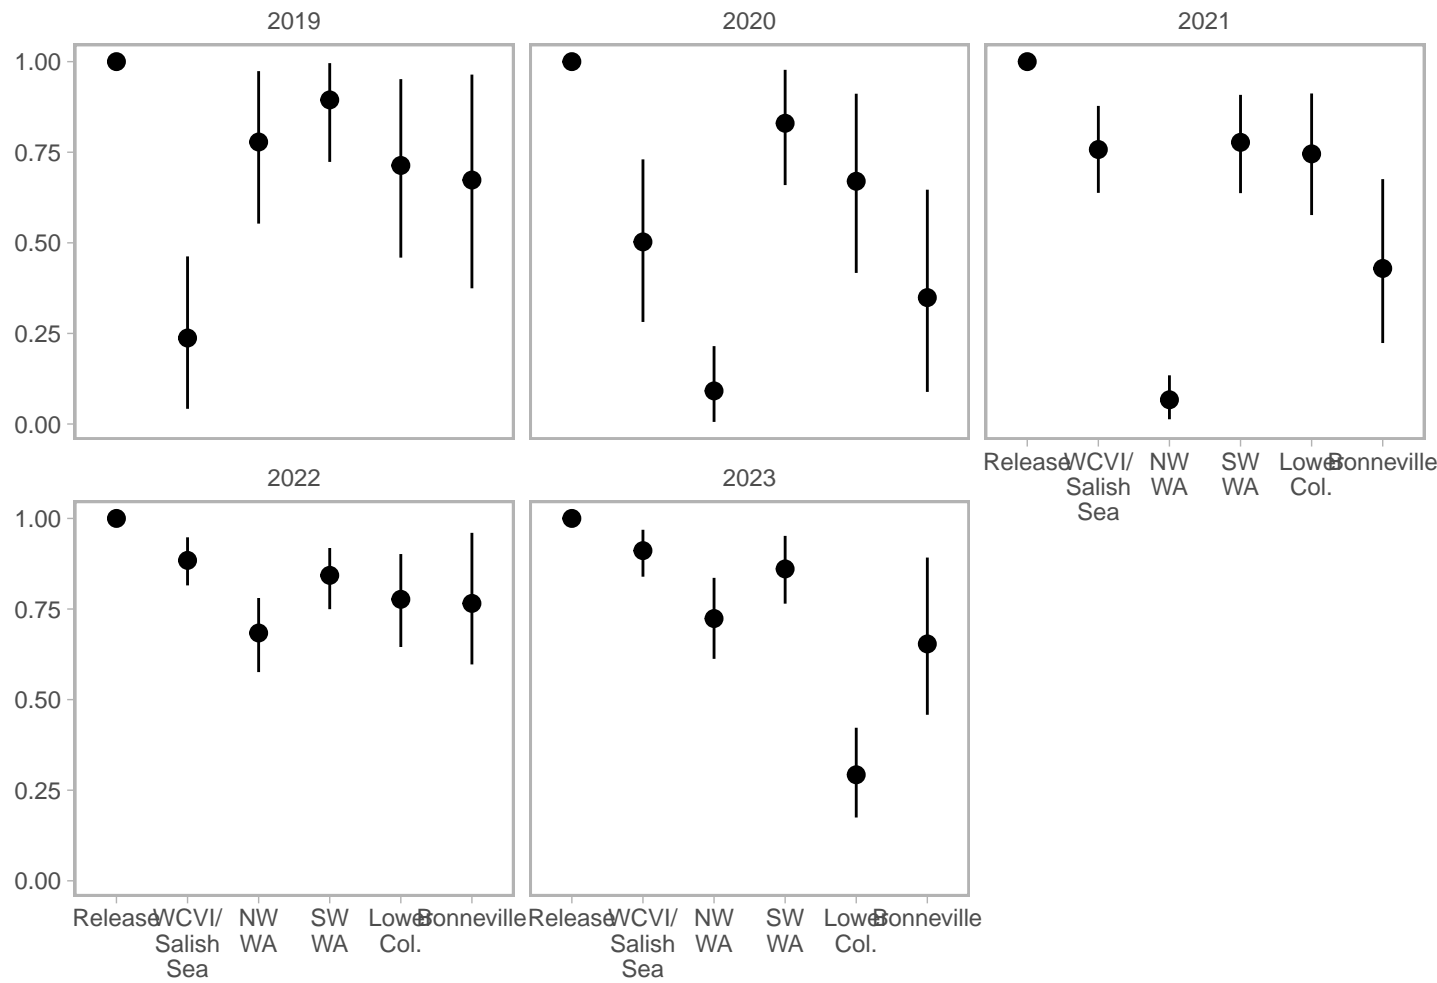 2019
2020
2021
1.00
0.75
0.50
0.25
0.00
Release
WCVI/
Salish
Sea
NW
WA
SW
WA
Lower
Col.
Bonneville
2022
2023
1.00
0.75
0.50
0.25
0.00
Release
WCVI/
Salish
Sea
NW
WA
SW
WA
Lower
Col.
Bonneville
Release
WCVI/
Salish
Sea
NW
WA
SW
WA
Lower
Col.
Bonneville